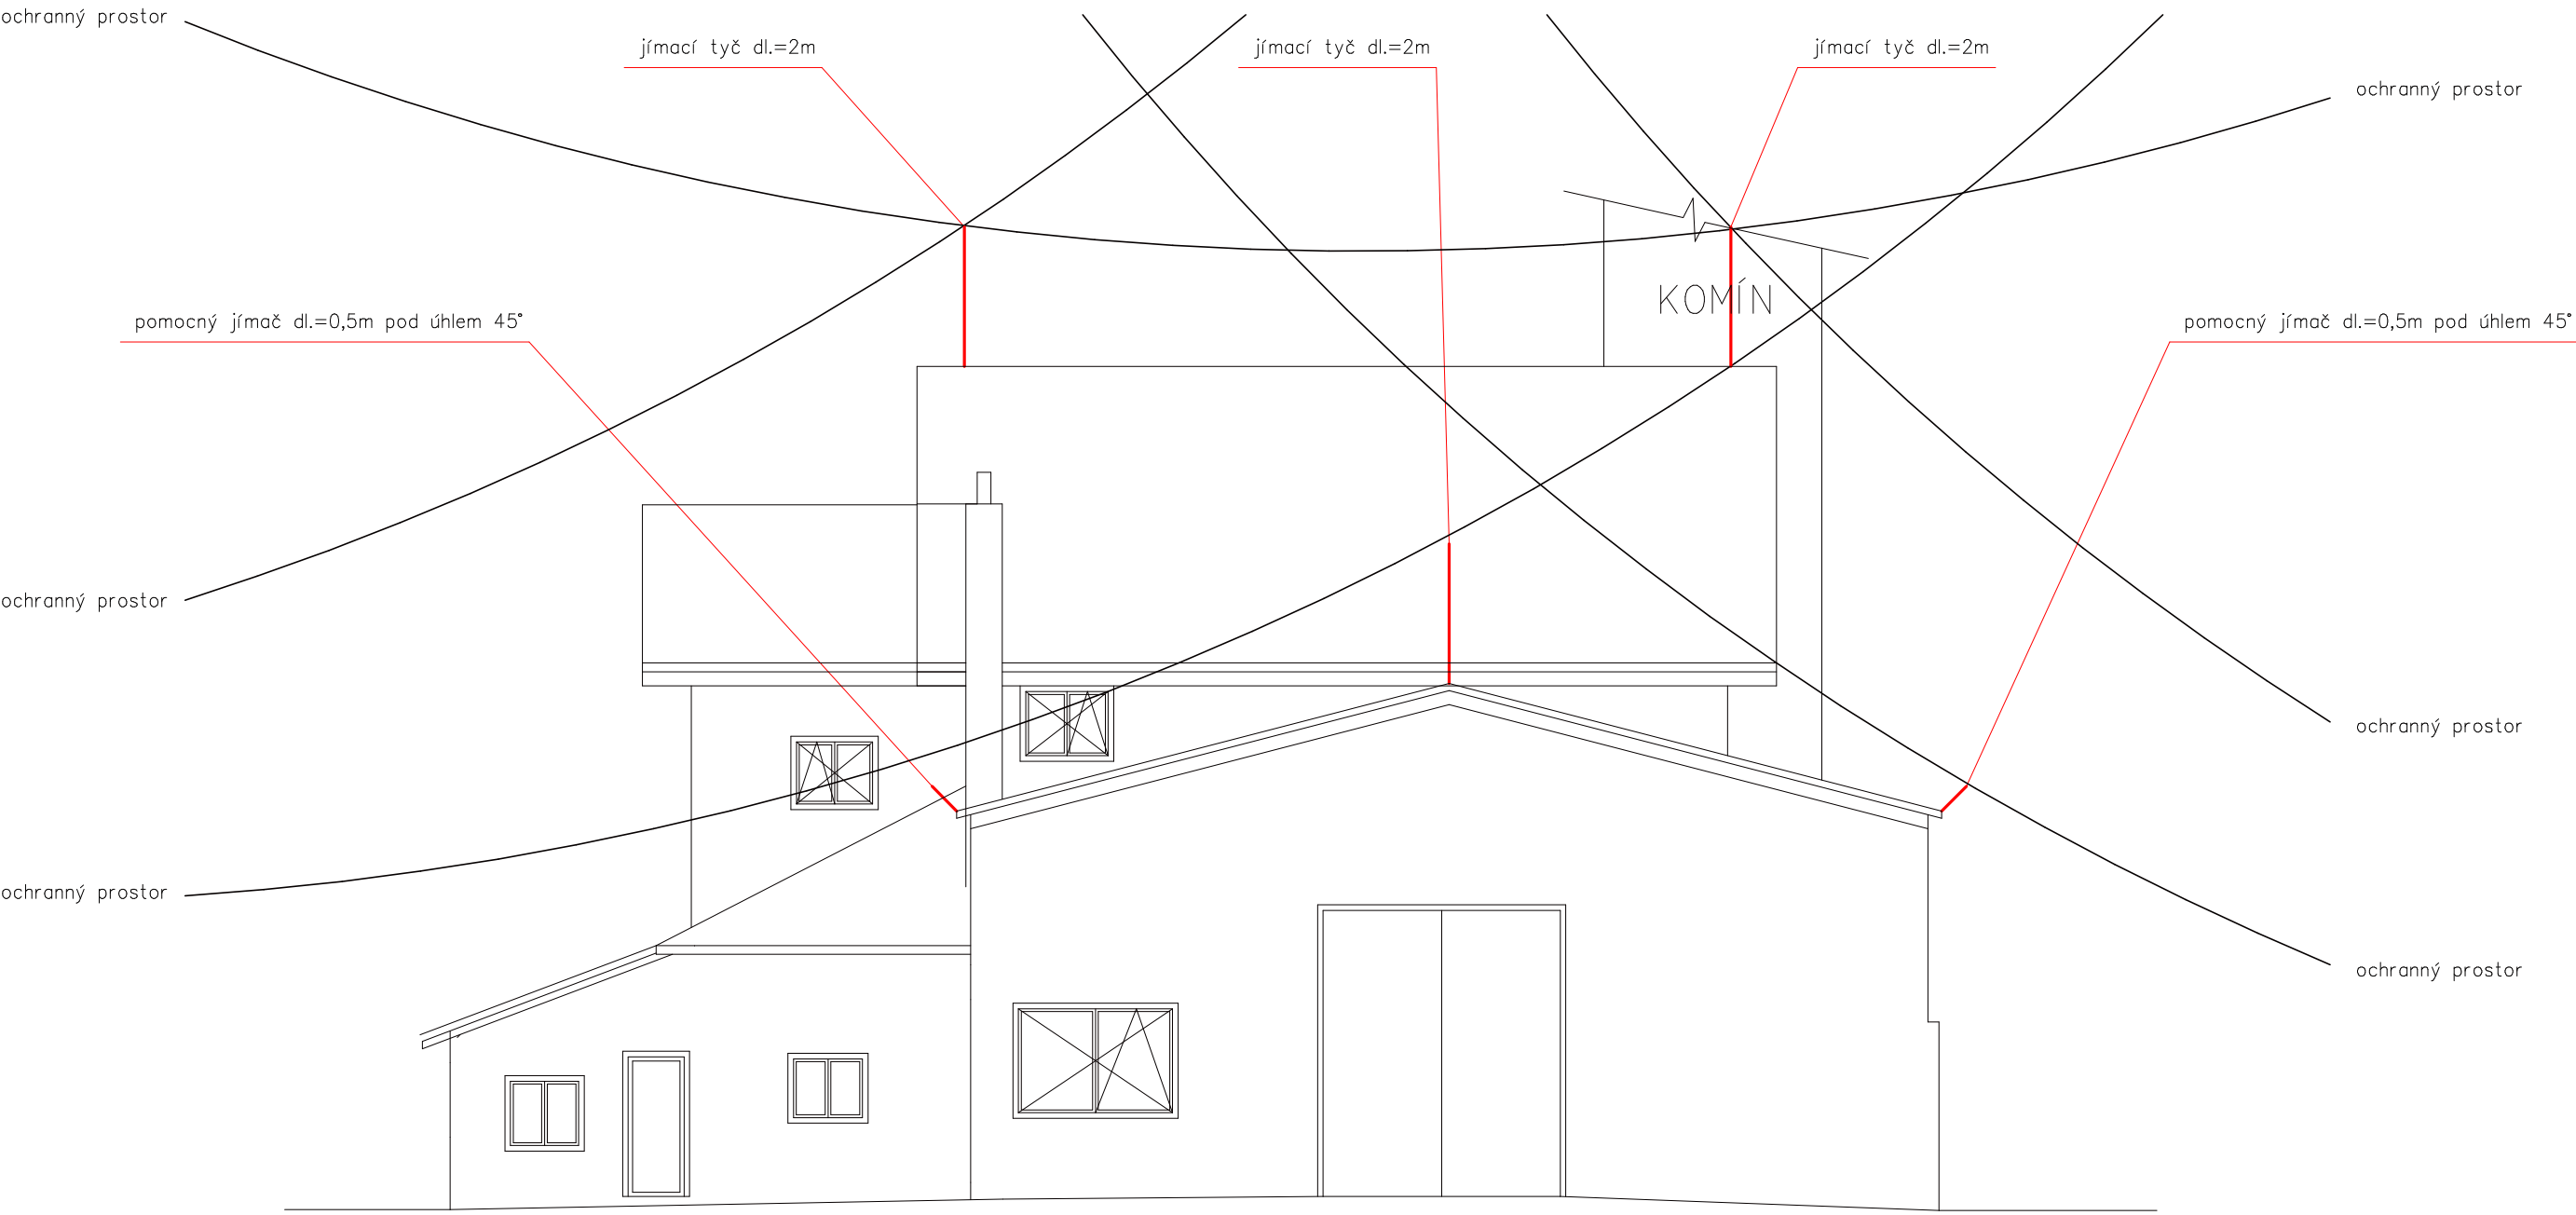 ochranný prostor
jímací tyč dl.=2m
jímací tyč dl.=2m
jímací tyč dl.=2m
ochranný prostor
KOMÍN
pomocný jímač dl.=0,5m pod úhlem 45°
pomocný jímač dl.=0,5m pod úhlem 45°
ochranný prostor
ochranný prostor
ochranný prostor
ochranný prostor